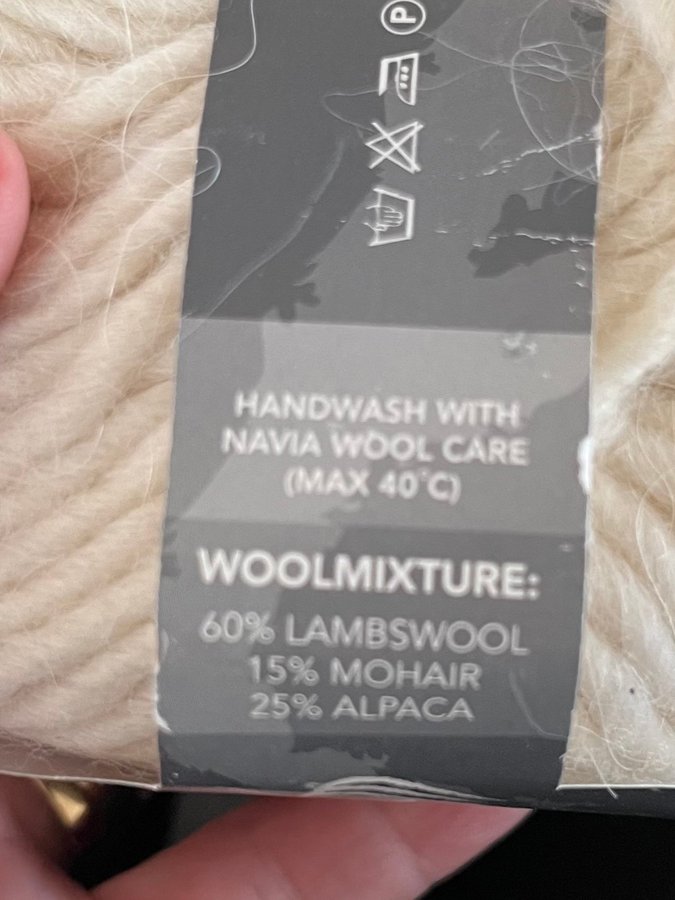 P
HANDWASH WITH
NAVIA WOOL CARE
(MAX 40°C)
WOOLMIXTURE:
60% LAMBSWOOL
15% MOHAIR
25% ALPACA